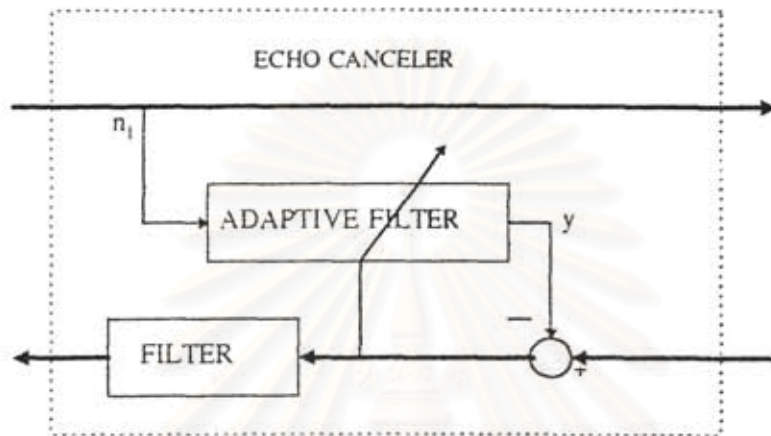 ECHO CANCELER
n₁
ADAPTIVE FILTER
y
—
+
FILTER